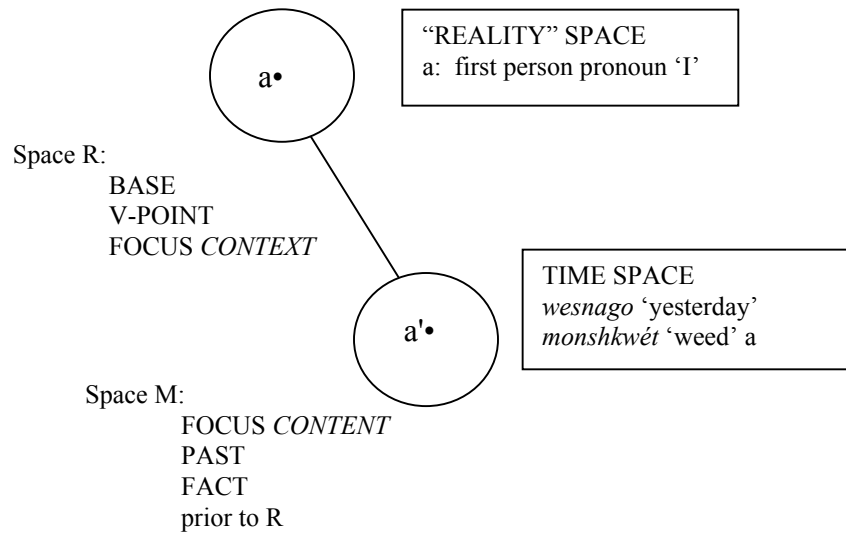 “REALITY” SPACE
a: first person pronoun ‘I’
a•
Space R:
BASE
V-POINT
FOCUS CONTEXT
TIME SPACE
wesnago ‘yesterday’
monshkwét ‘weed’ a
a'•
Space M:
FOCUS CONTENT
PAST
FACT
prior to R